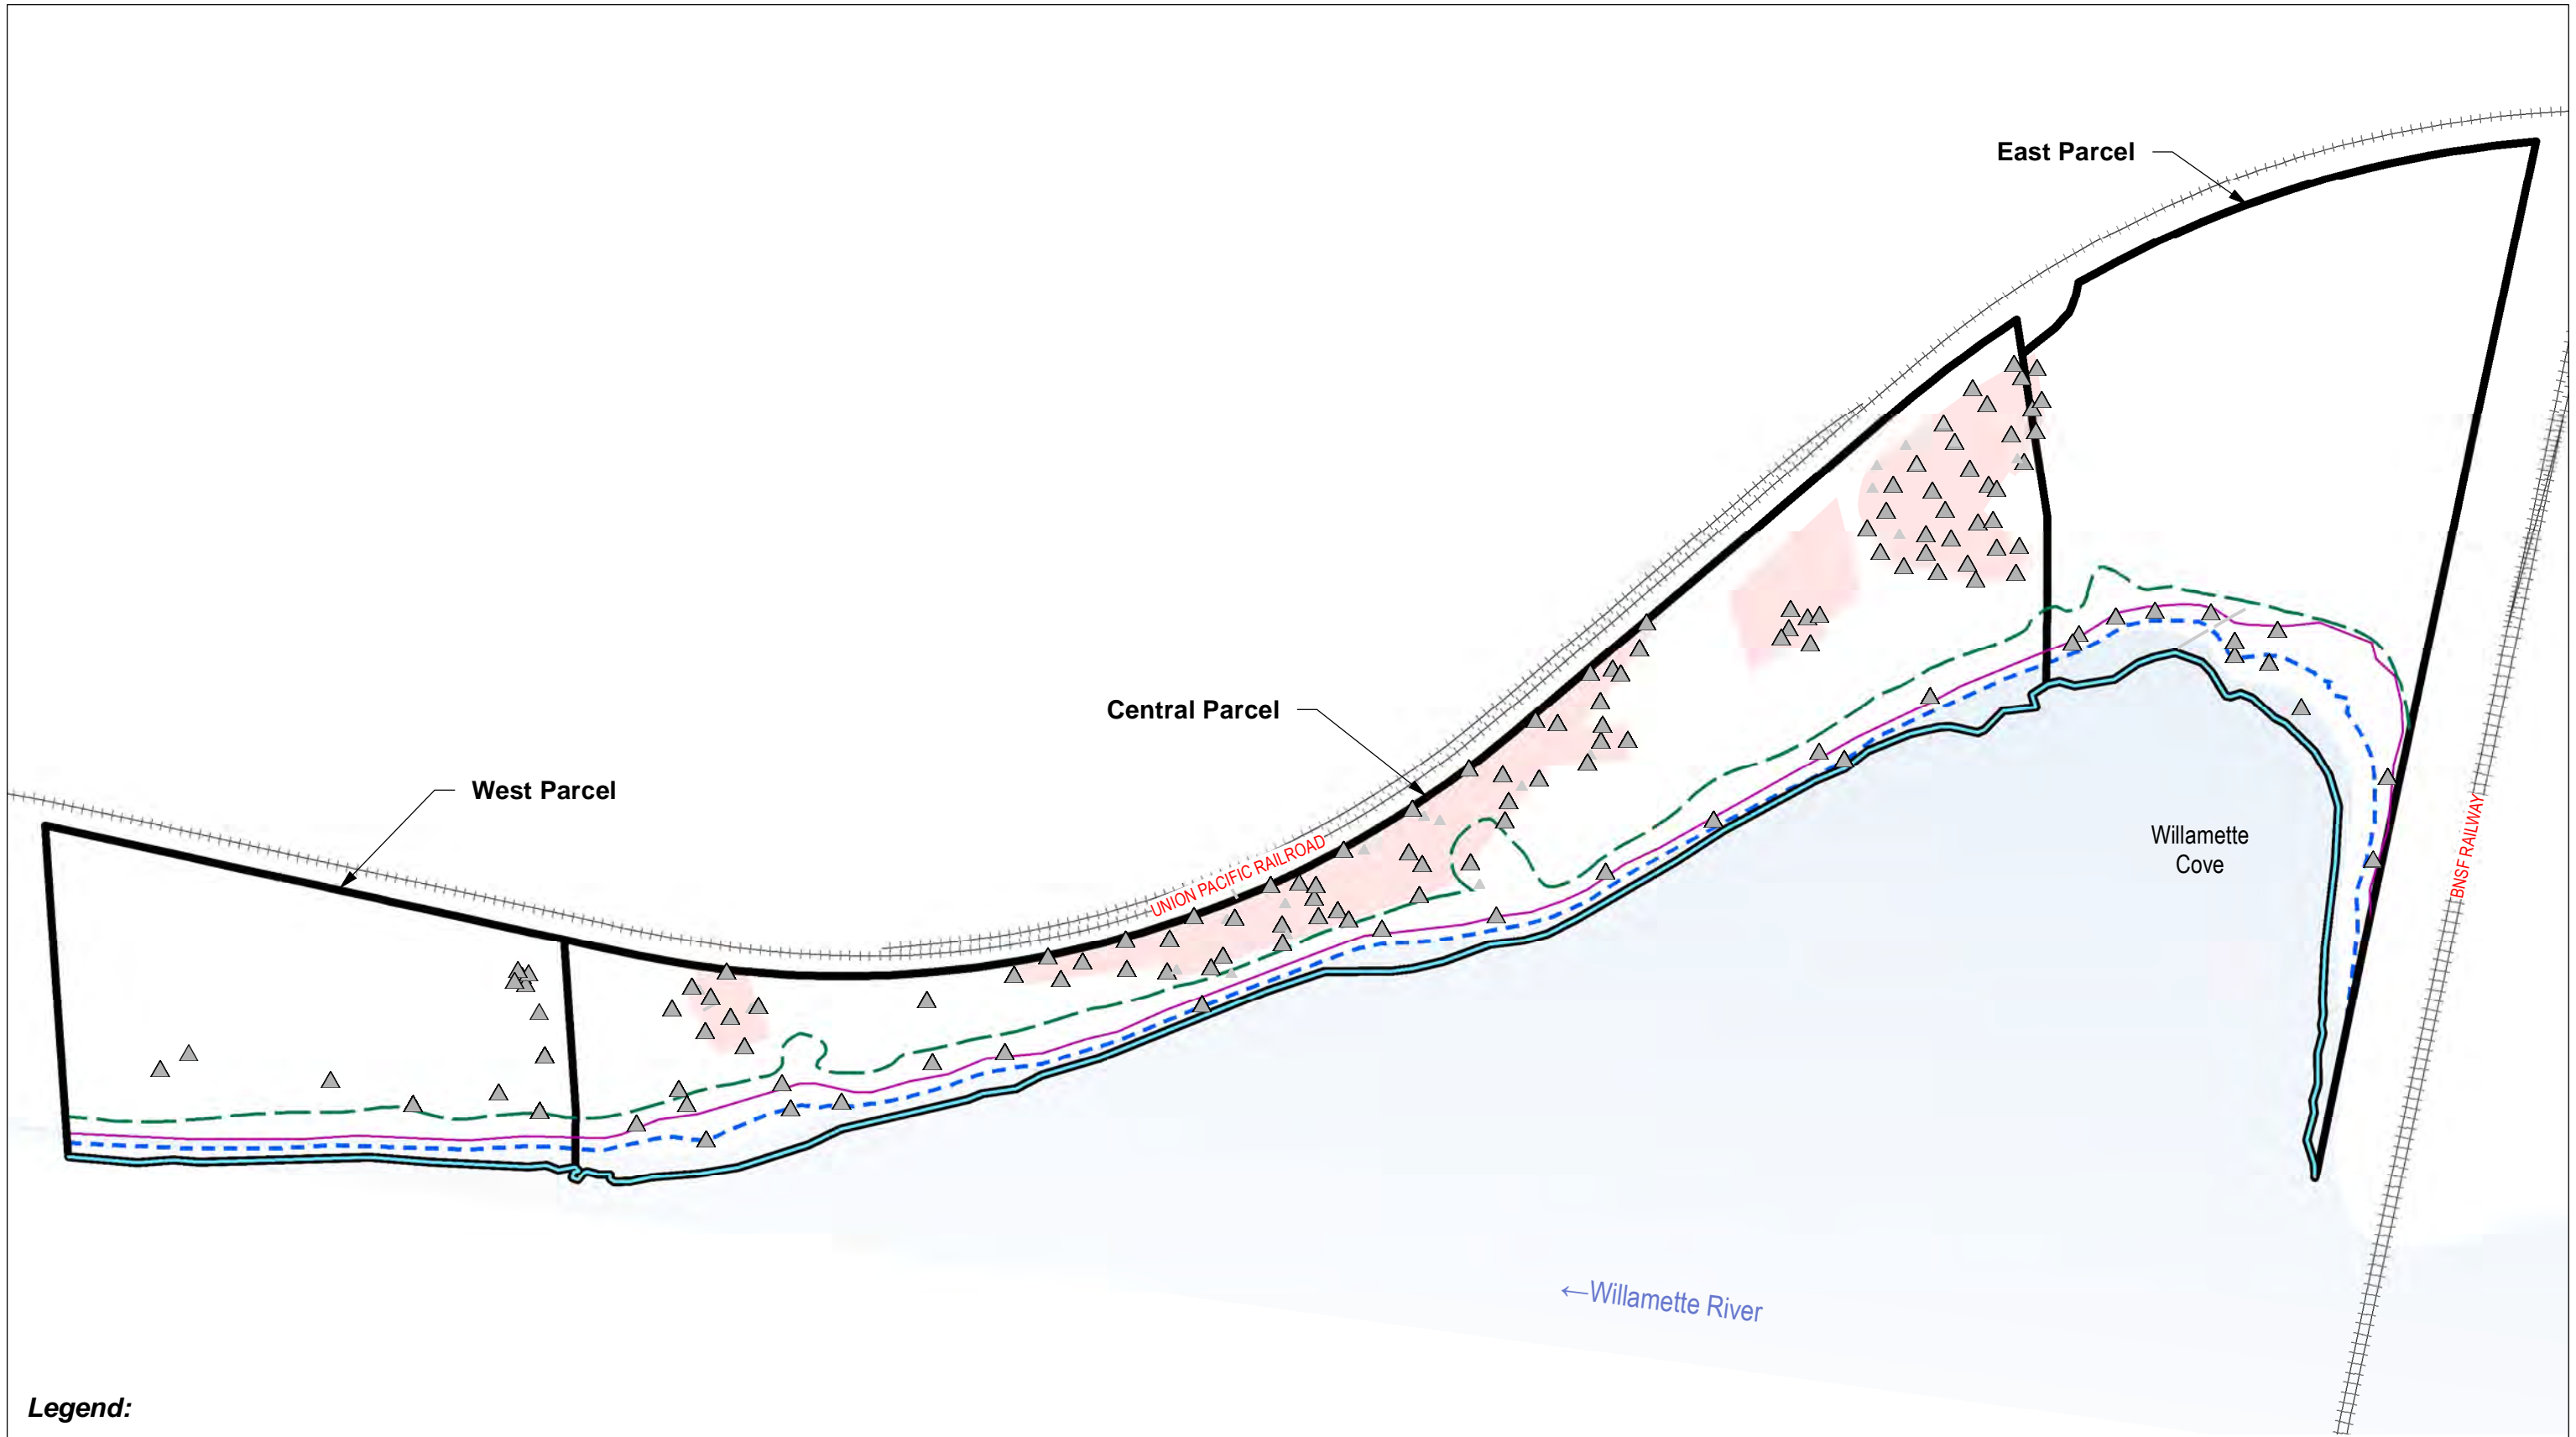 East Parcel
Central Parcel
West Parcel
UNION PACIFIC RAILROAD
Willamette
Cove
BNSF RAILWAY
←Willamette River
Legend: